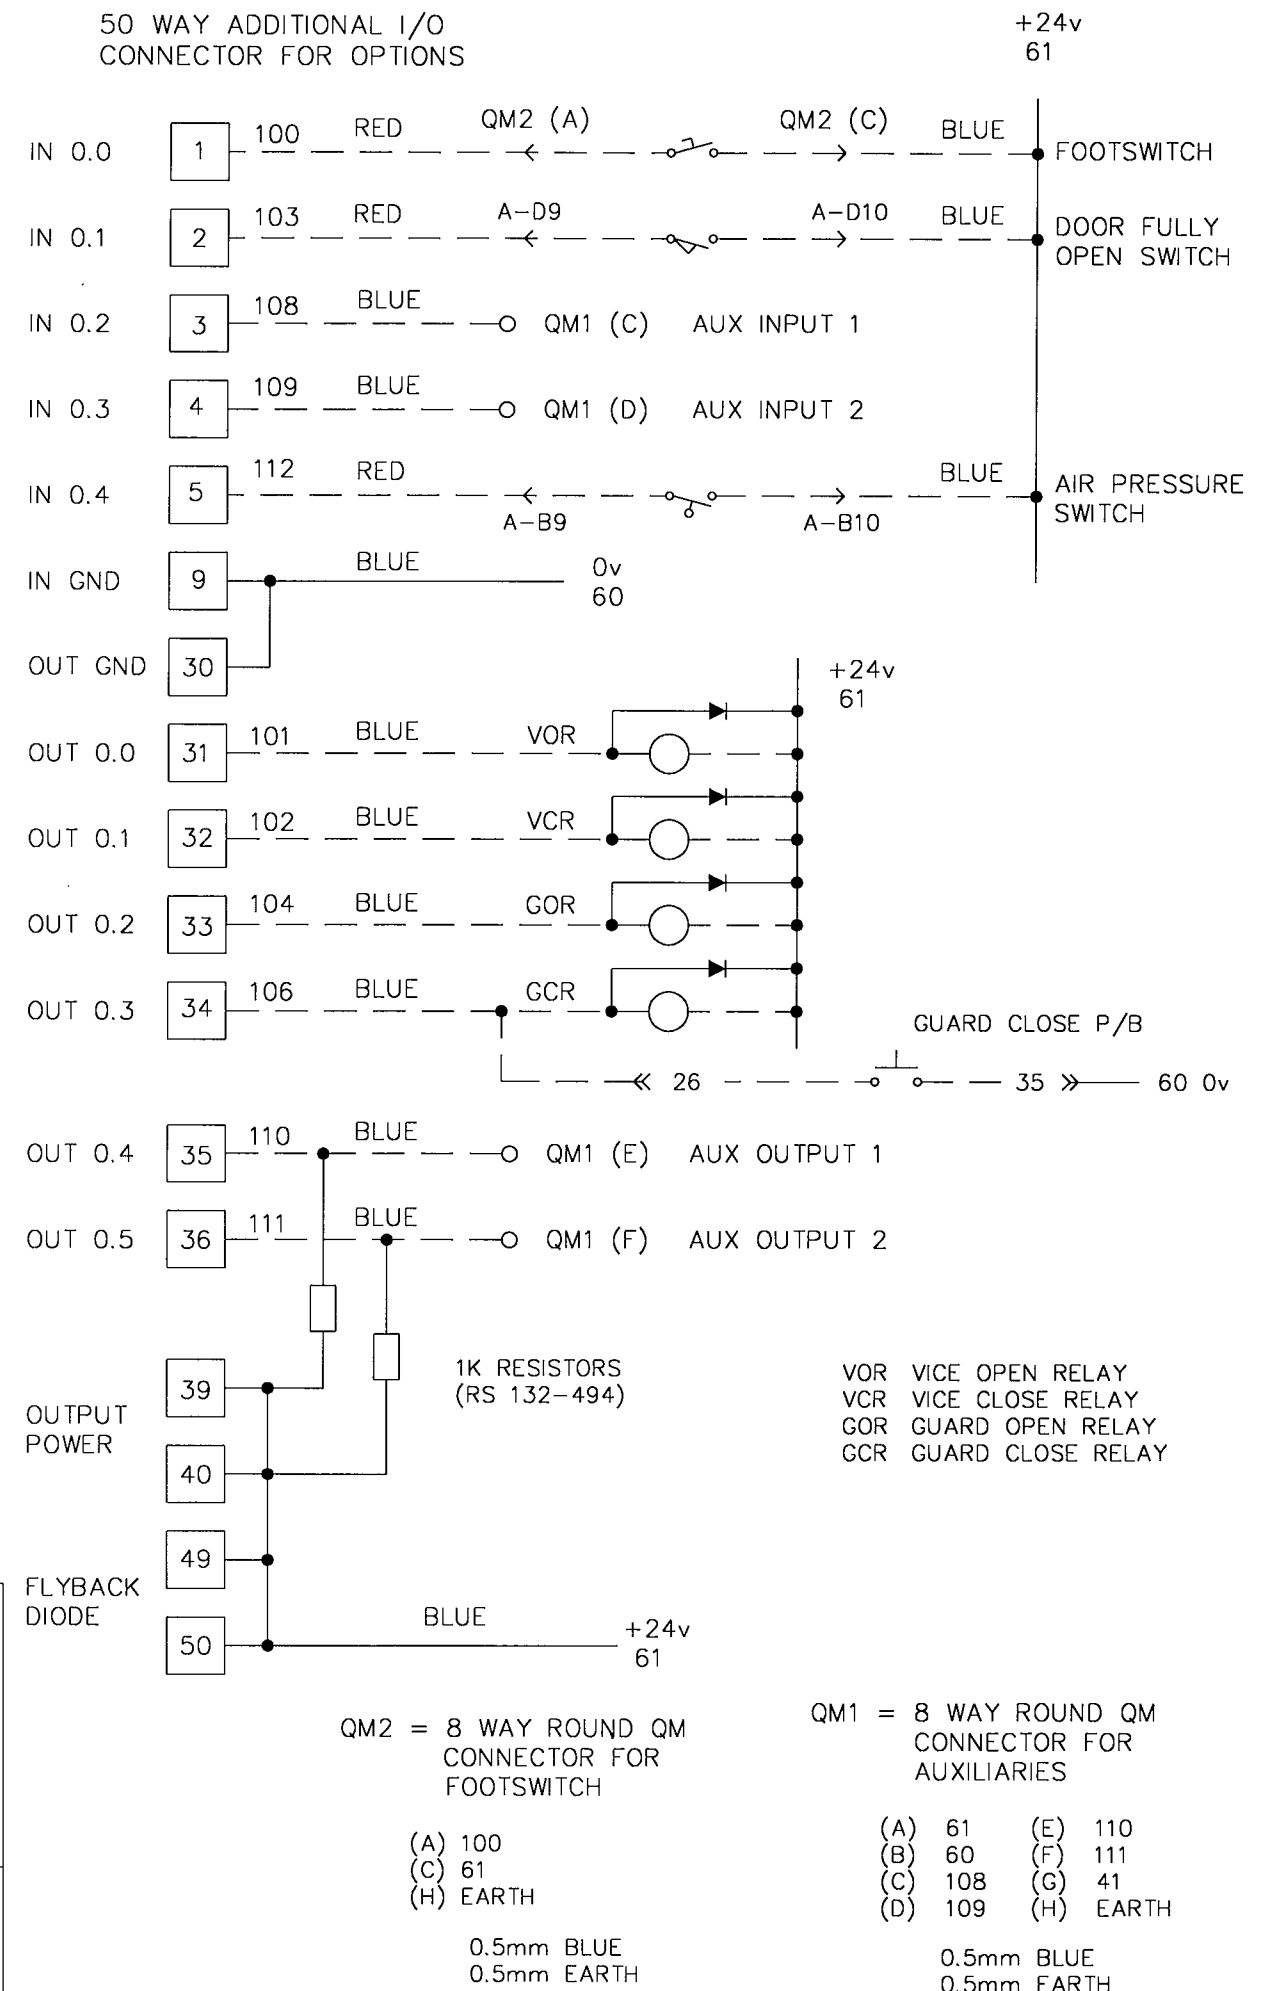 50 WAY ADDITIONAL I/O
CONNECTOR FOR OPTIONS
+24v
61
IN 0.0 1 100 RED QM2 (A) QM2 (C) BLUE FOOTSWITCH
IN 0.1 2 103 RED A-D9 A-D10 BLUE DOOR FULLY
OPEN SWITCH
IN 0.2 3 108 BLUE QM1 (C) AUX INPUT 1
IN 0.3 4 109 BLUE QM1 (D) AUX INPUT 2
IN 0.4 5 112 RED A-B9 A-B10 BLUE AIR PRESSURE
SWITCH
IN GND 9 BLUE 0v
60
OUT GND 30
+24v
61
OUT 0.0 31 101 BLUE VOR
OUT 0.1 32 102 BLUE VCR
OUT 0.2 33 104 BLUE GOR
OUT 0.3 34 106 BLUE GCR
GUARD CLOSE P/B
26 35 60 0v
OUT 0.4 35 110 BLUE QM1 (E) AUX OUTPUT 1
OUT 0.5 36 111 BLUE QM1 (F) AUX OUTPUT 2
1K RESISTORS
(RS 132-494)
VOR VICE OPEN RELAY
VCR VICE CLOSE RELAY
GOR GUARD OPEN RELAY
GCR GUARD CLOSE RELAY
39
OUTPUT
POWER
40
49
FLYBACK
DIODE
50 BLUE +24v
61
QM2 = 8 WAY ROUND QM
CONNECTOR FOR
FOOTSWITCH
(A) 100
(C) 61
(H) EARTH
0.5mm BLUE
0.5mm EARTH
QM1 = 8 WAY ROUND QM
CONNECTOR FOR
AUXILIARIES
(A) 61 (E) 110
(B) 60 (F) 111
(C) 108 (G) 41
(D) 109 (H) EARTH
0.5mm BLUE
0.5mm EARTH